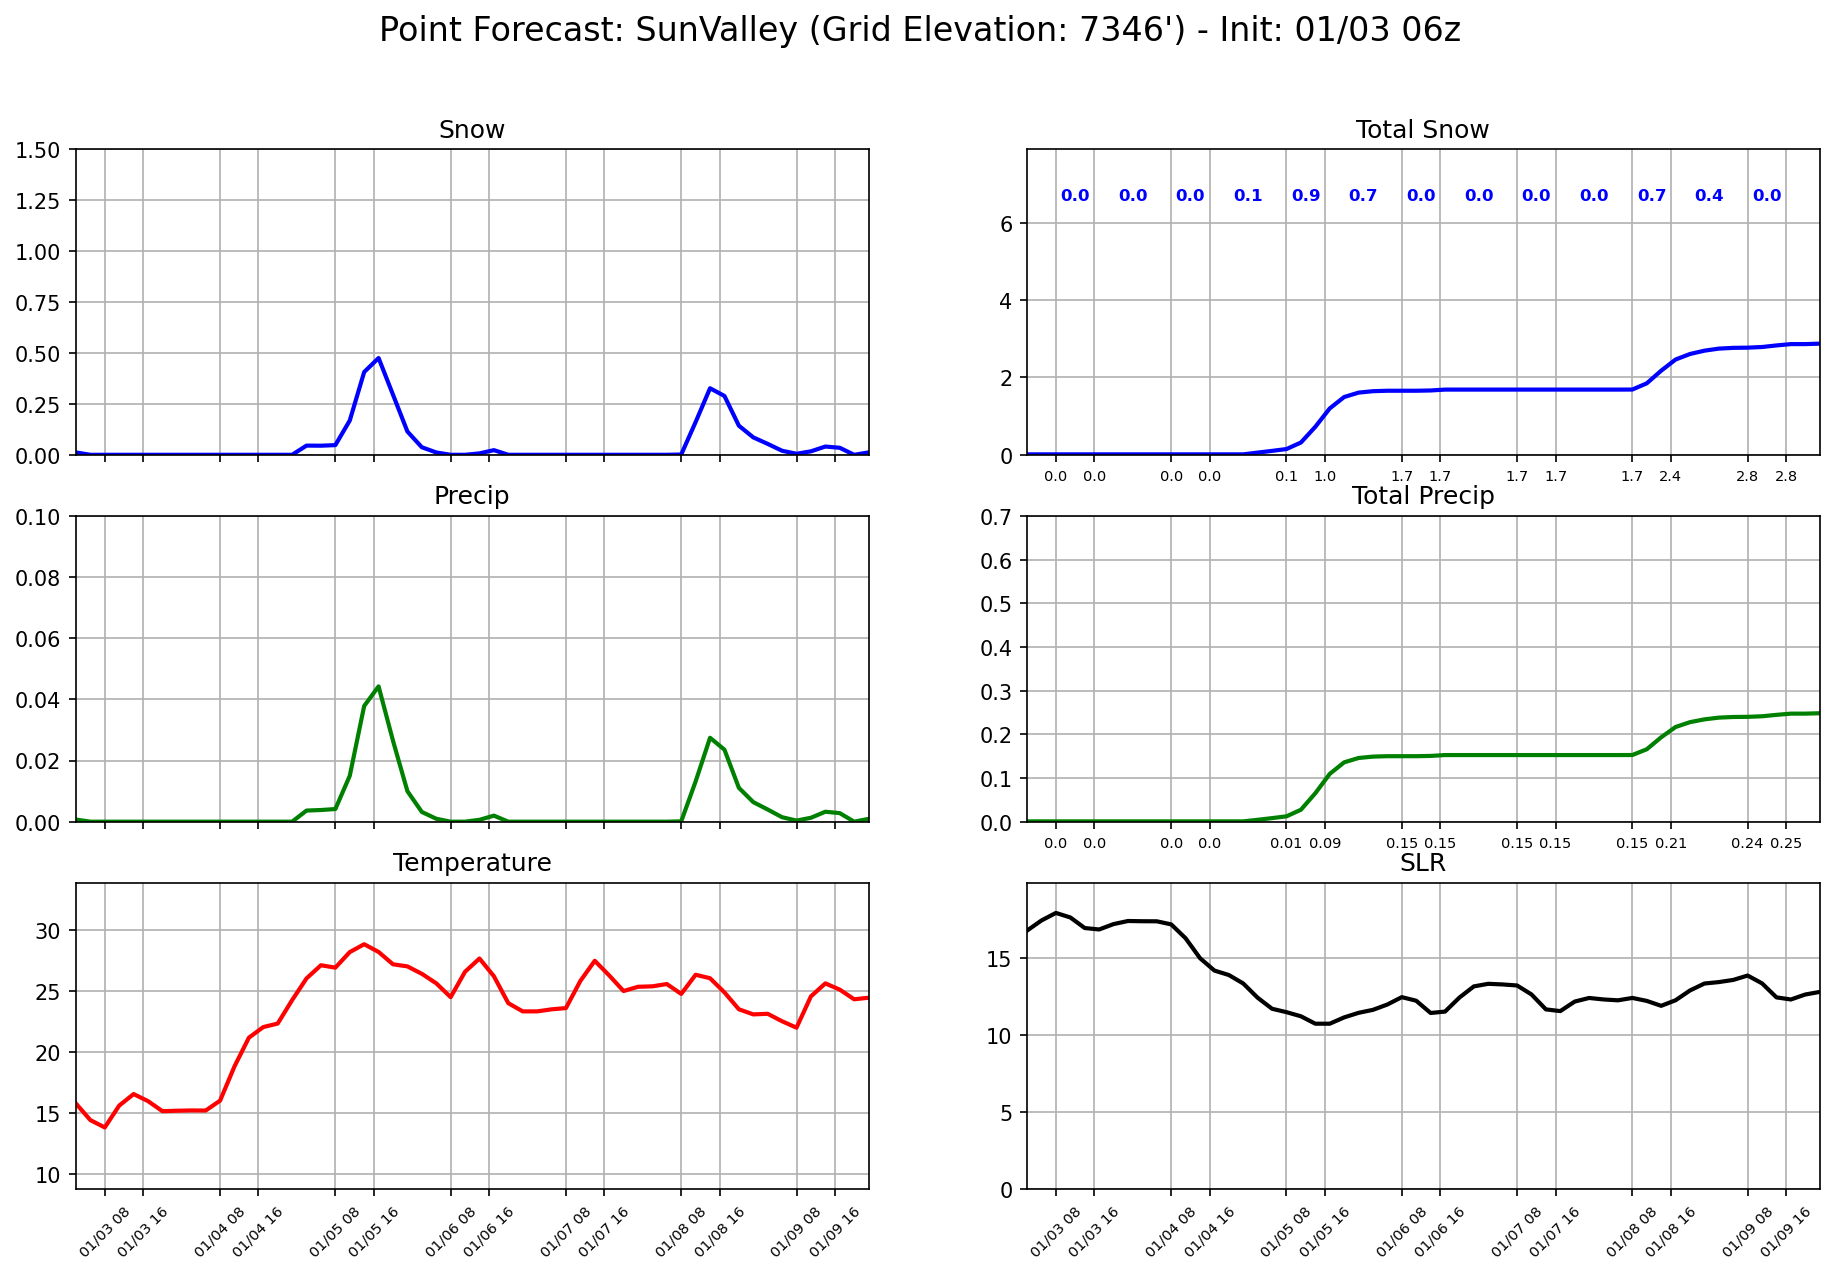 Point Forecast: SunValley (Grid Elevation: 7346') - Init: 01/03 06z
Snow
1.50
1.25
1.00
0.75
0.50
0.25
0.00
Total Snow
0.0 0.0 0.0 0.1 0.9 0.7 0.0 0.0 0.0 0.0 0.7 0.4 0.0
6
4
2
0
0.0 0.0 0.0 0.0 0.1 1.0 1.7 1.7 1.7 1.7 1.7 2.4 2.8 2.8
Precip
0.10
0.08
0.06
0.04
0.02
0.00
Total Precip
0.7
0.6
0.5
0.4
0.3
0.2
0.1
0.0
0.0 0.0 0.0 0.0 0.01 0.09 0.15 0.15 0.15 0.15 0.15 0.21 0.24 0.25
Temperature
30
25
20
15
10
01/03 08 01/03 16 01/04 08 01/04 16 01/05 08 01/05 16 01/06 08 01/06 16 01/07 08 01/07 16 01/08 08 01/08 16 01/09 08 01/09 16
SLR
15
10
5
0
01/03 08 01/03 16 01/04 08 01/04 16 01/05 08 01/05 16 01/06 08 01/06 16 01/07 08 01/07 16 01/08 08 01/08 16 01/09 08 01/09 16